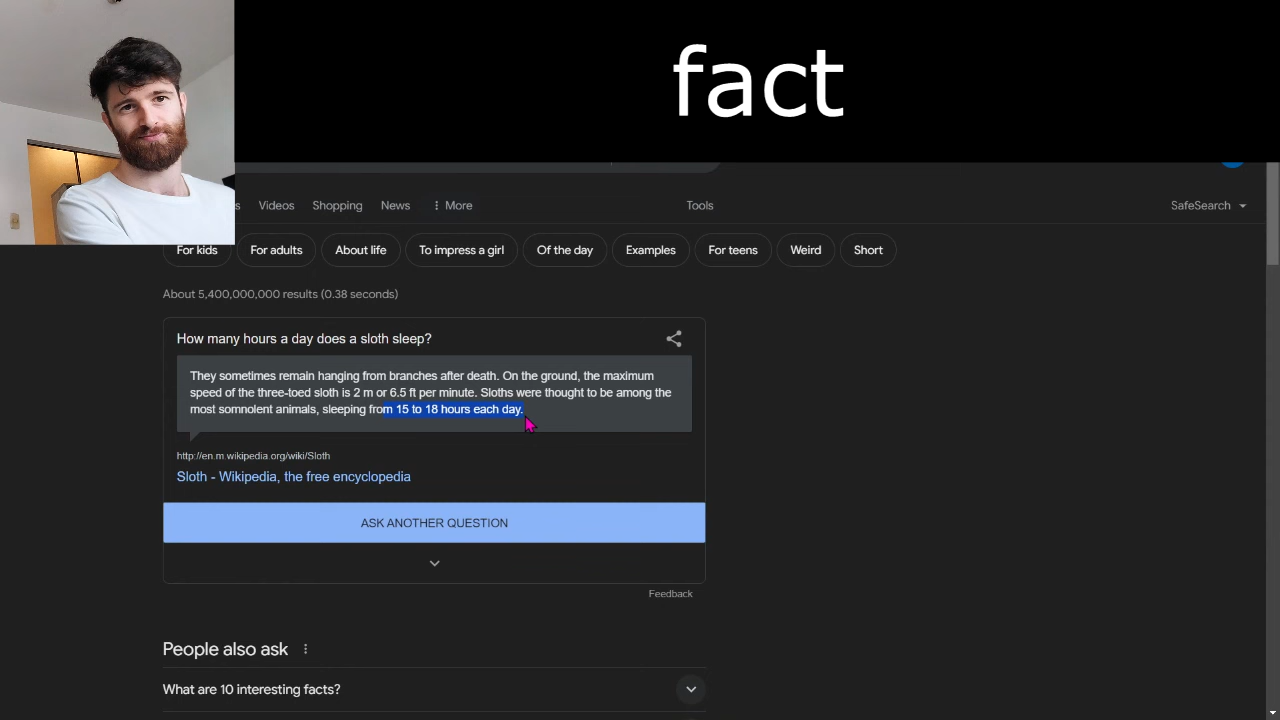 fact
s
Videos
Shopping
News
More
Tools
SafeSearch
For kids
For adults
About life
To impress a girl
Of the day
Examples
For teens
Weird
Short
About 5,400,000,000 results (0.38 seconds)
How many hours a day does a sloth sleep?
They sometimes remain hanging from branches after death. On the ground, the maximum
speed of the three-toed sloth is 2 m or 6.5 ft per minute. Sloths were thought to be among the
most somnolent animals, sleeping from 15 to 18 hours each day.
http://en.m.wikipedia.org/wiki/Sloth
Sloth - Wikipedia, the free encyclopedia
ASK ANOTHER QUESTION
Feedback
People also ask
What are 10 interesting facts?